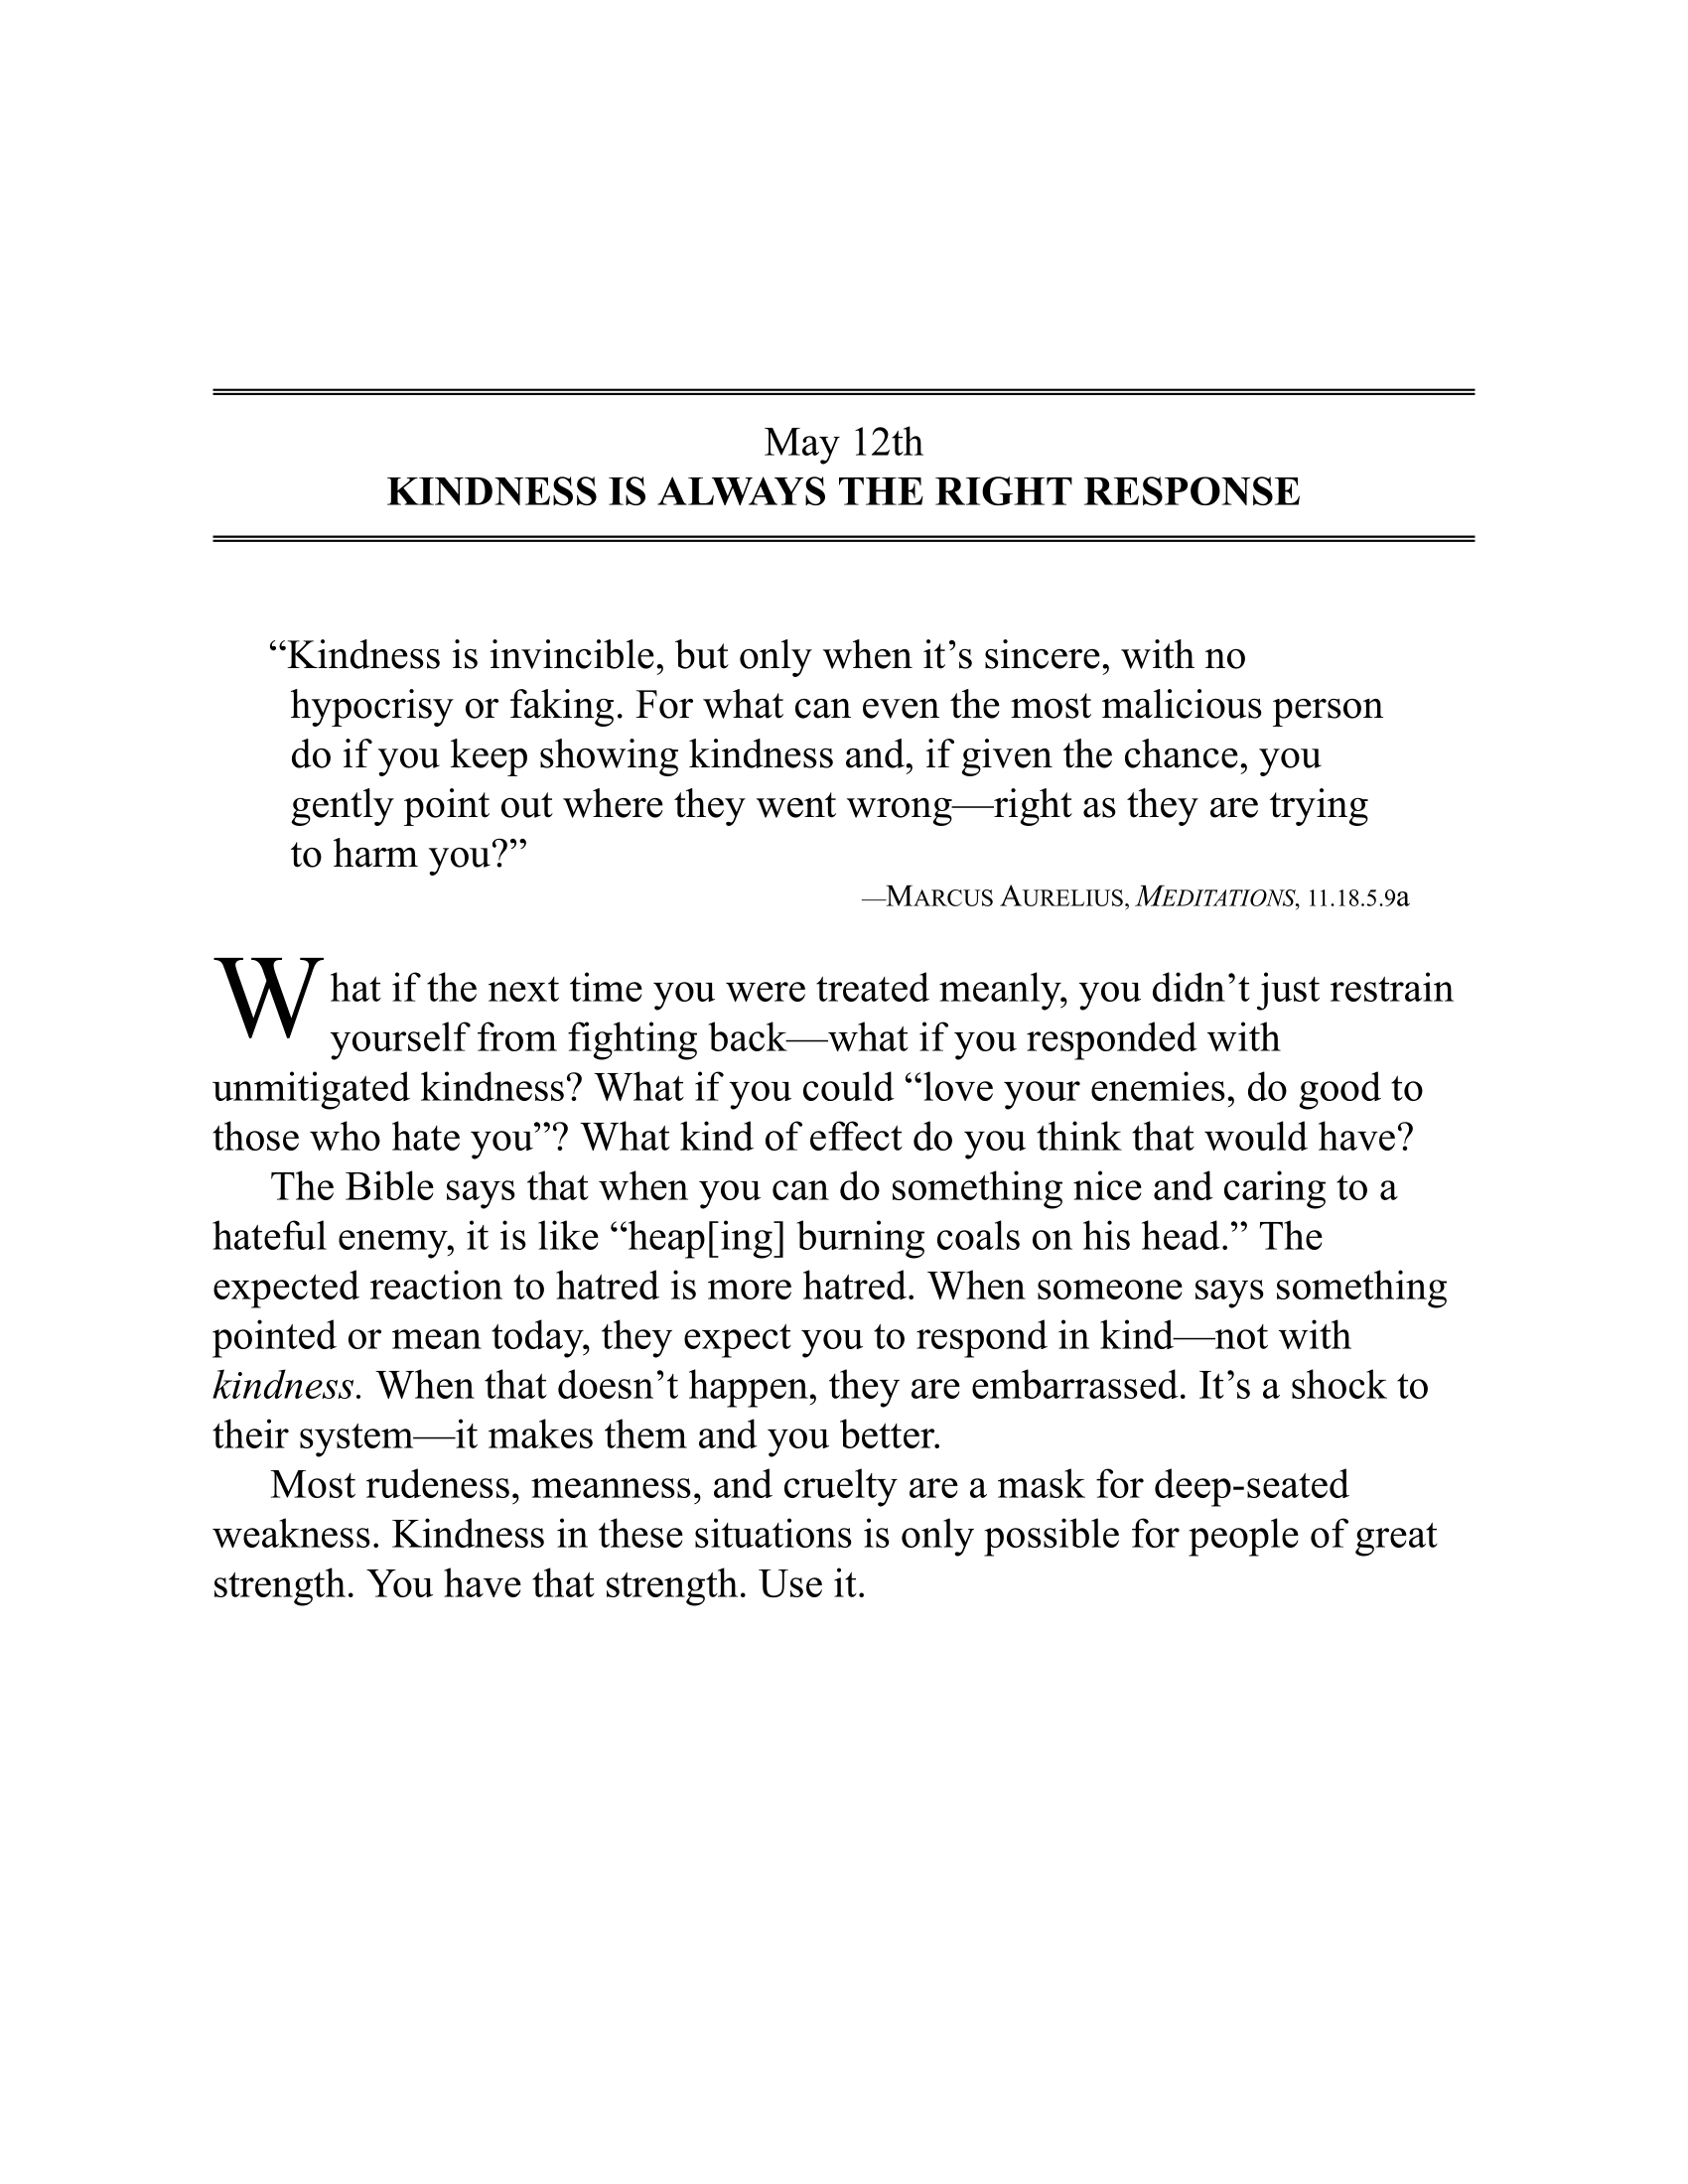 May 12th
KINDNESS IS ALWAYS THE RIGHT RESPONSE
“Kindness is invincible, but only when it’s sincere, with no
hypocrisy or faking. For what can even the most malicious person
do if you keep showing kindness and, if given the chance, you
gently point out where they went wrong—right as they are trying
to harm you?”
—MARCUS AURELIUS, MEDITATIONS, 11.18.5.9a
What if the next time you were treated meanly, you didn’t just restrain
yourself from fighting back—what if you responded with
unmitigated kindness? What if you could “love your enemies, do good to
those who hate you”? What kind of effect do you think that would have?
The Bible says that when you can do something nice and caring to a
hateful enemy, it is like “heap[ing] burning coals on his head.” The
expected reaction to hatred is more hatred. When someone says something
pointed or mean today, they expect you to respond in kind—not with
kindness. When that doesn’t happen, they are embarrassed. It’s a shock to
their system—it makes them and you better.
Most rudeness, meanness, and cruelty are a mask for deep-seated
weakness. Kindness in these situations is only possible for people of great
strength. You have that strength. Use it.